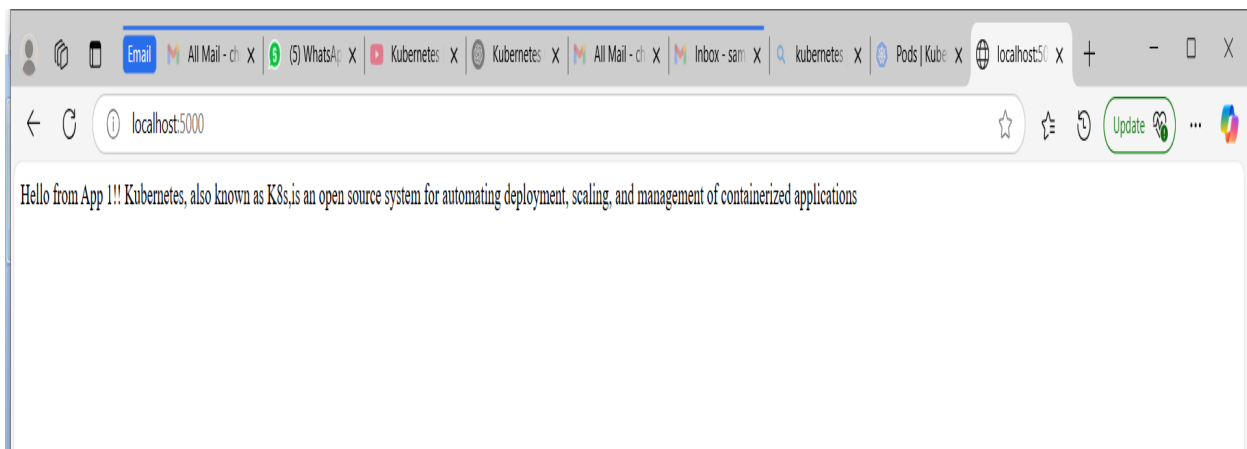 Email All Mail - ch (5) WhatsAp Kubernetes Kubernetes All Mail - ch Inbox - sam kubernetes Pods | Kube localhost:50
localhost:5000 Update
Hello from App 1!! Kubernetes, also known as K8s,is an open source system for automating deployment, scaling, and management of containerized applications